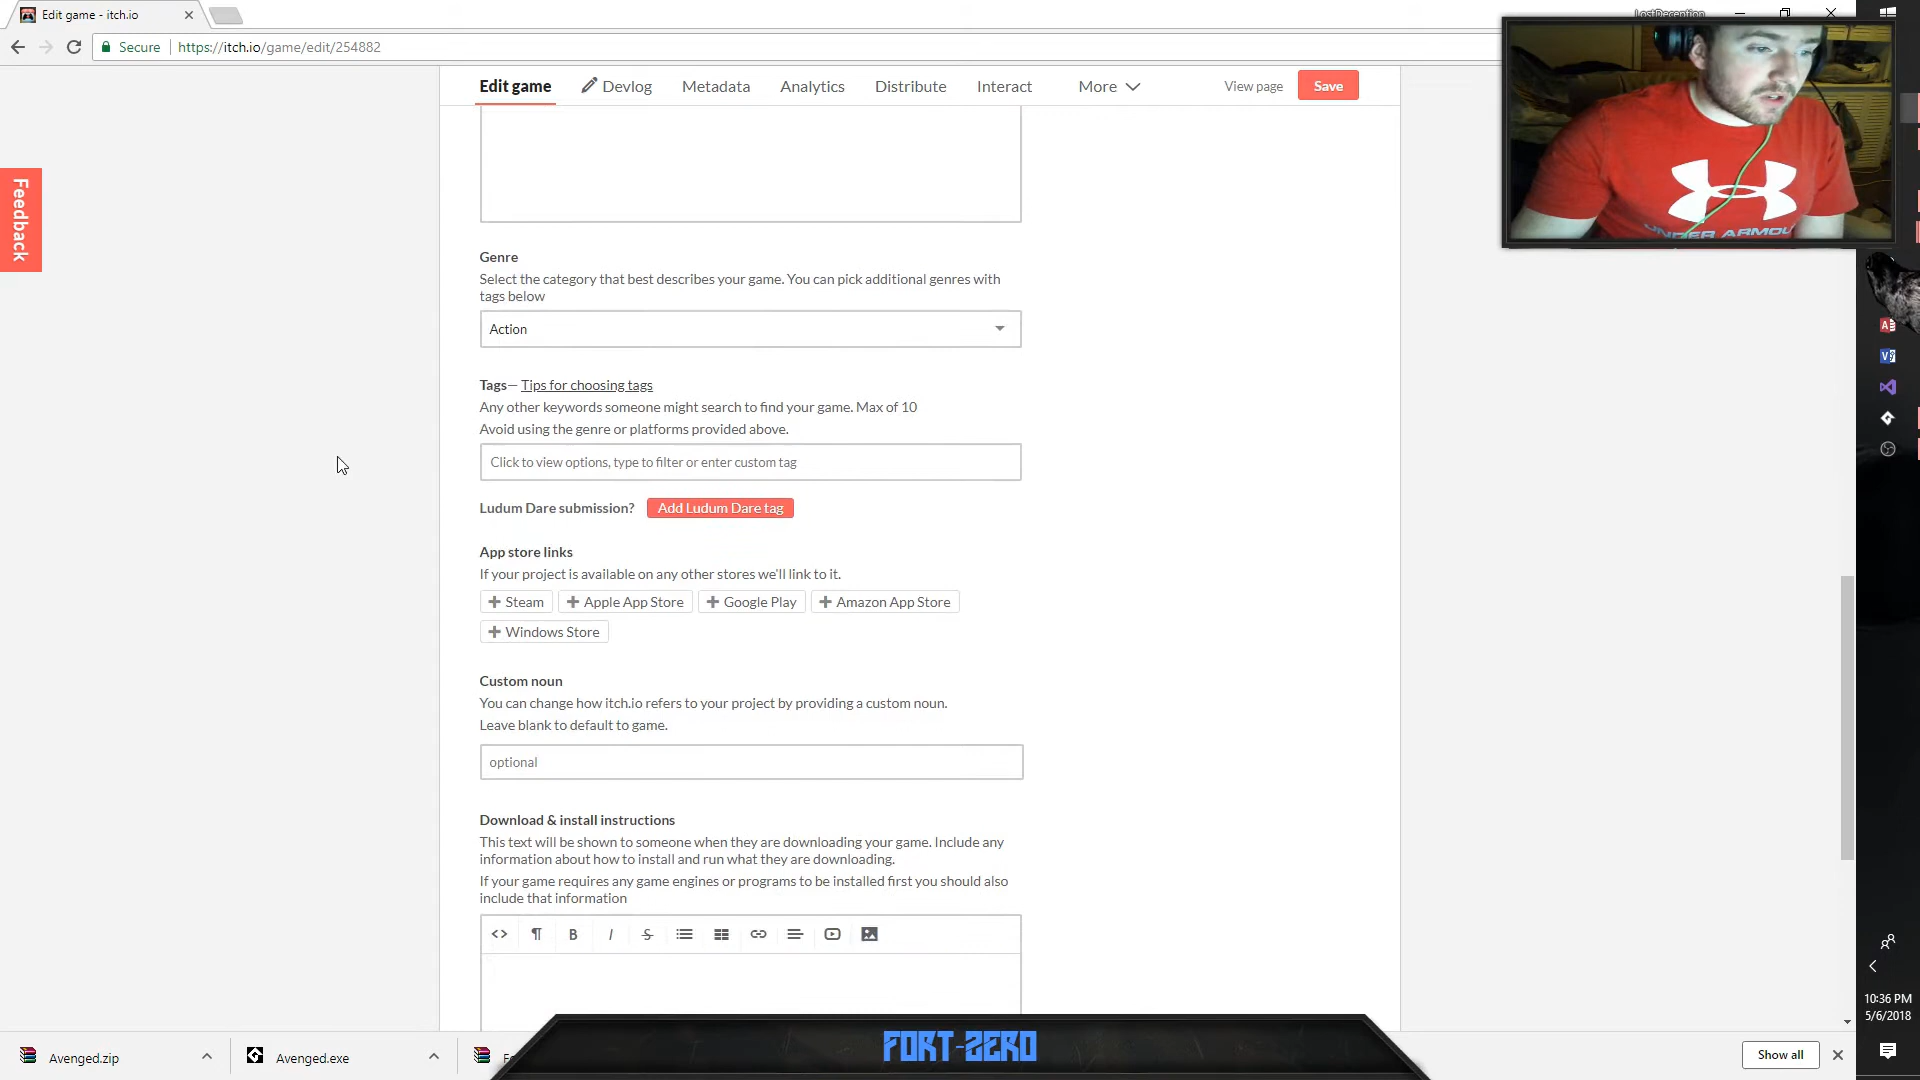 Edit game - itch.io
LostDeception
Secure
https://itch.io/game/edit/254882
Edit game
Devlog
Metadata
Analytics
Distribute
Interact
More
View page
Save
Feedback
UNDER ARMOUR
Genre
Select the category that best describes your game. You can pick additional genres with
tags below
Action
Tags— Tips for choosing tags
Any other keywords someone might search to find your game. Max of 10
Avoid using the genre or platforms provided above.
Click to view options, type to filter or enter custom tag
Ludum Dare submission?
Add Ludum Dare tag
App store links
If your project is available on any other stores we'll link to it.
Steam
Apple App Store
Google Play
Amazon App Store
Windows Store
Custom noun
You can change how itch.io refers to your project by providing a custom noun.
Leave blank to default to game.
optional
Download & install instructions
This text will be shown to someone when they are downloading your game. Include any
information about how to install and run what they are downloading.
If your game requires any game engines or programs to be installed first you should also
include that information
B I S
10:36 PM
5/6/2018
Avenged.zip
Avenged.exe
FORT-ZERO
Show all